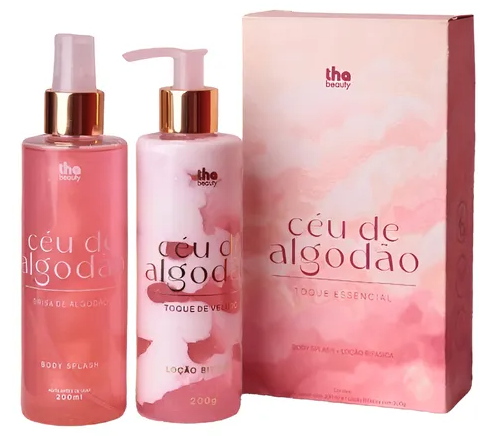 tha
beauty
céu de
algodão
BRISA DE ALGODÃO
BODY SPLASH
200ml
tha
beauty
céu d
algodão
TOQUE DE VEL
LOÇÃO BI
200g
tha
beauty
céu de
algodão
TOQUE ESSENCIAL
BODY SPLASH + LOÇÃO BIFÁSICA